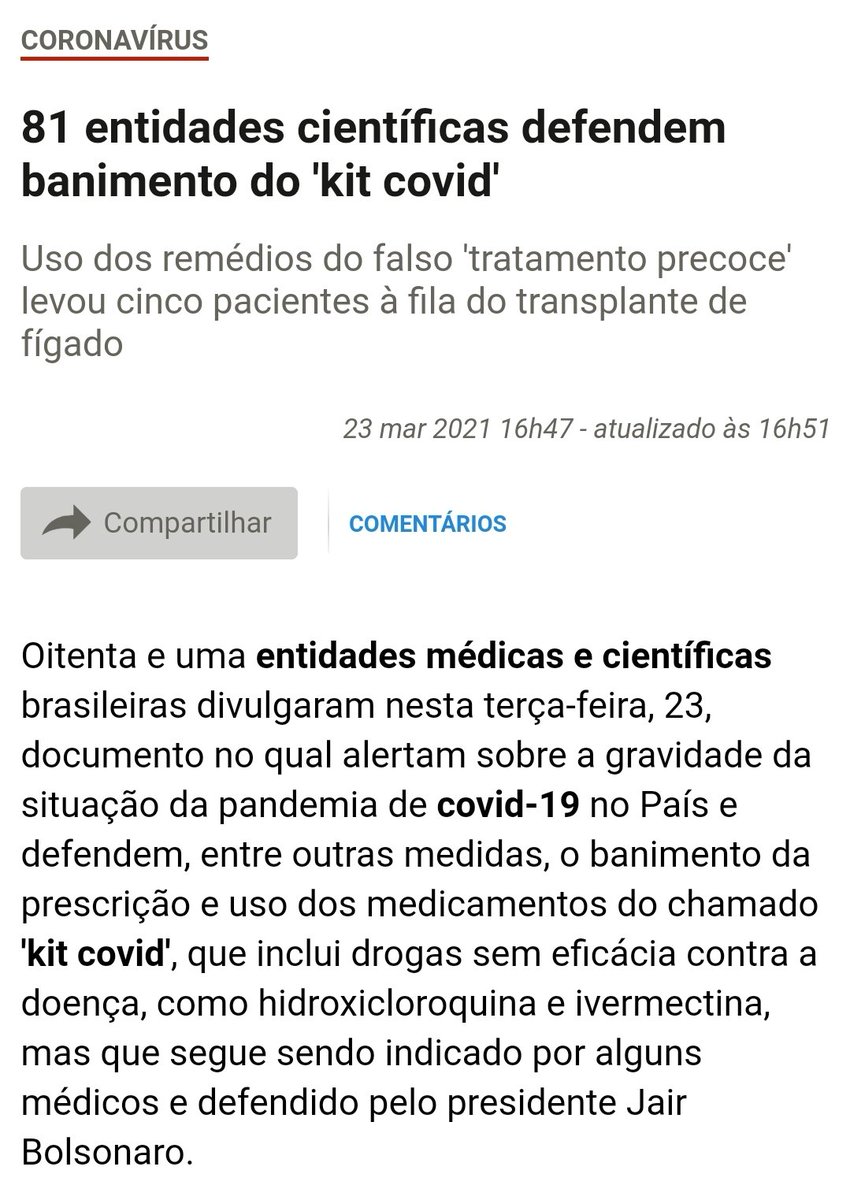 CORONAVÍRUS
81 entidades científicas defendem
banimento do 'kit covid'
Uso dos remédios do falso 'tratamento precoce'
levou cinco pacientes à fila do transplante de
fígado
23 mar 2021 16h47 - atualizado às 16h51
Compartilhar
COMENTÁRIOS
Oitenta e uma entidades médicas e científicas
brasileiras divulgaram nesta terça-feira, 23,
documento no qual alertam sobre a gravidade da
situação da pandemia de covid-19 no País e
defendem, entre outras medidas, o banimento da
prescrição e uso dos medicamentos do chamado
'kit covid', que inclui drogas sem eficácia contra a
doença, como hidroxicloroquina e ivermectina,
mas que segue sendo indicado por alguns
médicos e defendido pelo presidente Jair
Bolsonaro.